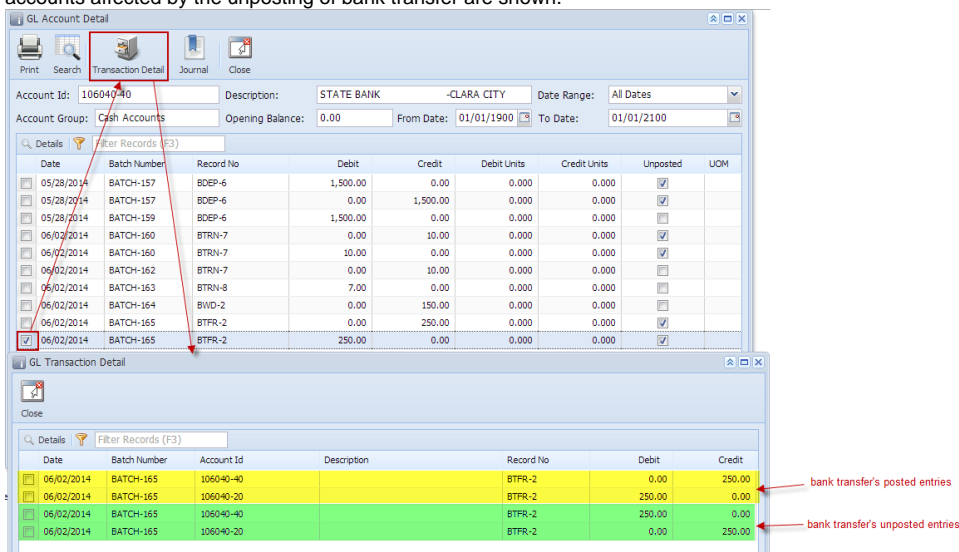 accounts affected by the unposting of bank transfer are shown.
GL Account Detail
Print Search Transaction Detail Journal Close
Account Id: 106040-40 Description: STATE BANK -CLARA CITY Date Range: All Dates
Account Group: Cash Accounts Opening Balance: 0.00 From Date: 01/01/1900 To Date: 01/01/2100
Details Filter Records (F3)
Date Batch Number Record No Debit Credit Debit Units Credit Units Unposted UOM
05/28/2014 BATCH-157 BDEP-6 1,500.00 0.00 0.000 0.000
05/28/2014 BATCH-157 BDEP-6 0.00 1,500.00 0.000 0.000
05/28/2014 BATCH-159 BDEP-6 1,500.00 0.00 0.000 0.000
06/02/2014 BATCH-160 BTRN-7 0.00 10.00 0.000 0.000
06/02/2014 BATCH-160 BTRN-7 10.00 0.00 0.000 0.000
06/02/2014 BATCH-162 BTRN-7 0.00 10.00 0.000 0.000
06/02/2014 BATCH-163 BTRN-8 7.00 0.00 0.000 0.000
06/02/2014 BATCH-164 BWD-2 0.00 150.00 0.000 0.000
06/02/2014 BATCH-165 BTFR-2 0.00 250.00 0.000 0.000
06/02/2014 BATCH-165 BTFR-2 250.00 0.00 0.000 0.000
GL Transaction Detail
Close
Details Filter Records (F3)
Date Batch Number Account Id Description Record No Debit Credit
06/02/2014 BATCH-165 106040-40 BTFR-2 0.00 250.00
06/02/2014 BATCH-165 106040-20 BTFR-2 250.00 0.00
bank transfer's posted entries
06/02/2014 BATCH-165 106040-40 BTFR-2 250.00 0.00
06/02/2014 BATCH-165 106040-20 BTFR-2 0.00 250.00
bank transfer's unposted entries